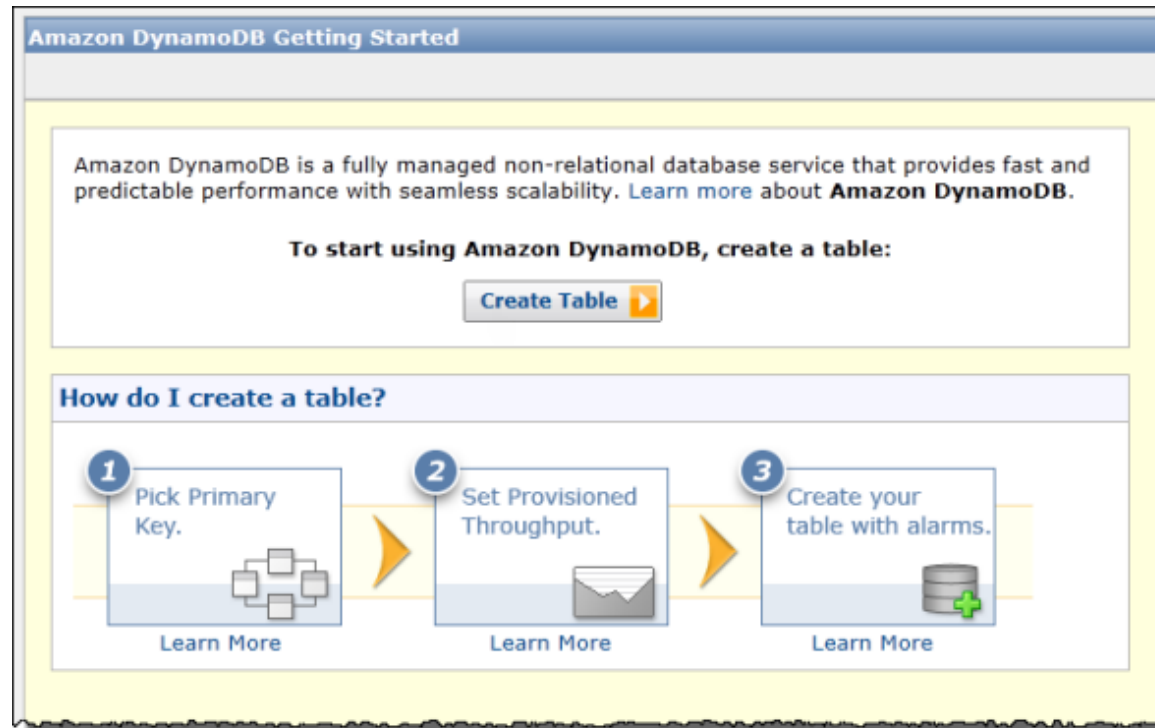 Amazon DynamoDB Getting Started
Amazon DynamoDB is a fully managed non-relational database service that provides fast and
predictable performance with seamless scalability. Learn more about Amazon DynamoDB.
To start using Amazon DynamoDB, create a table:
Create Table
How do I create a table?
1
Pick Primary
Key.
Learn More
2
Set Provisioned
Throughput.
Learn More
3
Create your
table with alarms.
Learn More